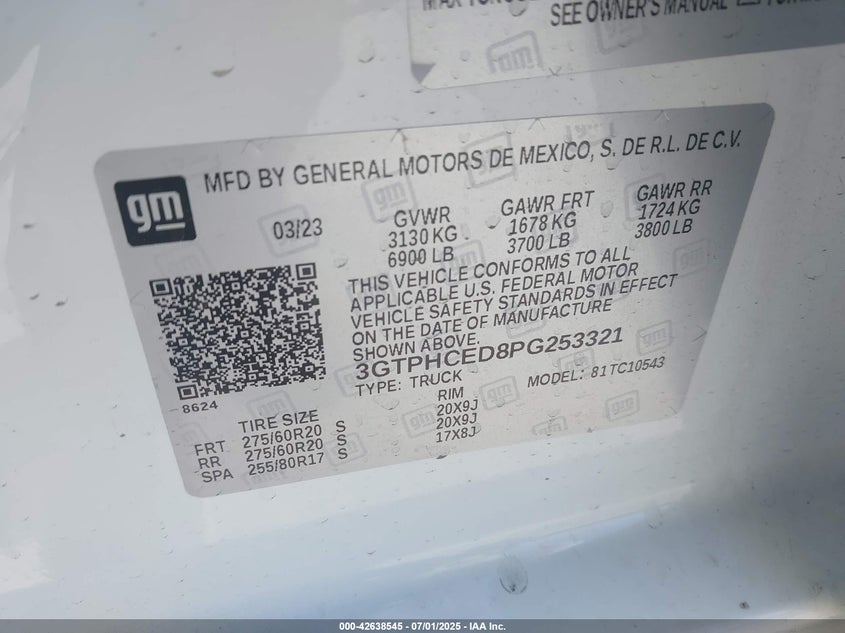 SEE OWNER'S MANUAL
gm
MFD BY GENERAL MOTORS DE MEXICO, S. DE R.L. DE C.V.
03/23 GVWR GAWR FRT GAWR RR
3130 KG 1678 KG 1724 KG
6900 LB 3700 LB 3800 LB
THIS VEHICLE CONFORMS TO ALL
APPLICABLE U.S. FEDERAL MOTOR
VEHICLE SAFETY STANDARDS IN EFFECT
ON THE DATE OF MANUFACTURE
SHOWN ABOVE.
3GTPHCED8PG253321
TYPE: TRUCK MODEL: 81TC10543
8624
TIRE SIZE RIM
FRT 275/60R20 S 20X9J
RR 275/60R20 S 20X9J
SPA 255/80R17 S 17X8J
000-42638545 - 07/01/2025 - IAA Inc.